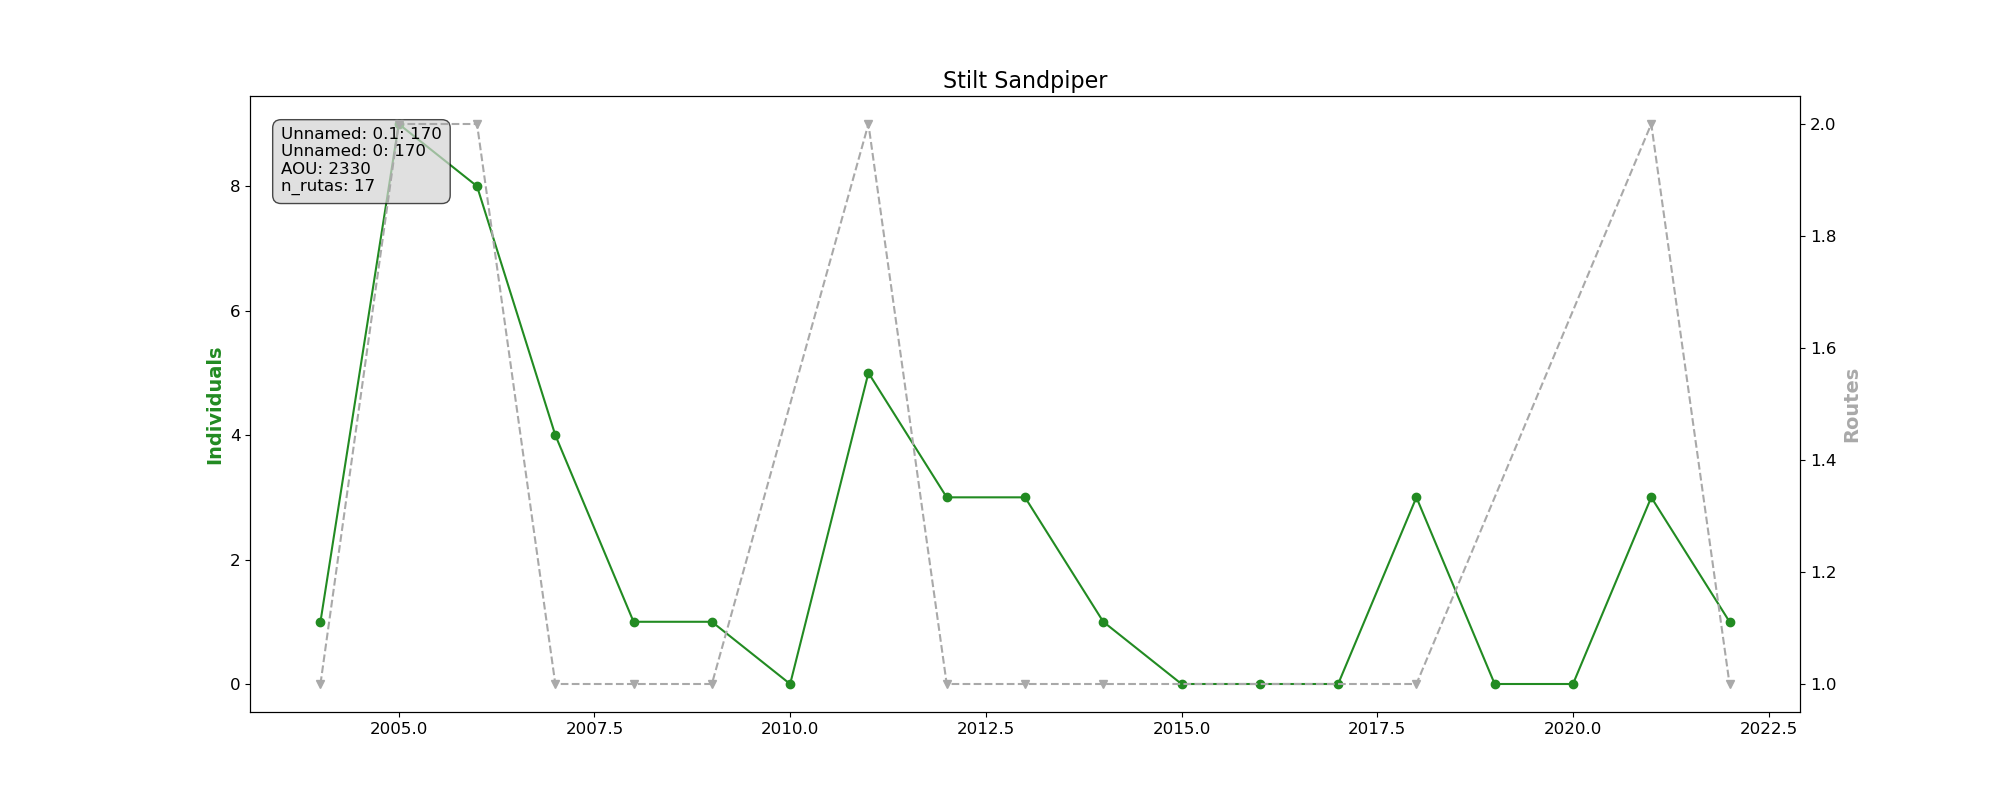 Stilt Sandpiper
Unnamed: 0.1: 170
Unnamed: 0: 170
AOU: 2330
n_rutas: 17
8
6
4
2
0
Individuals
2.0
1.8
1.6
1.4
1.2
1.0
Routes
2005.0 2007.5 2010.0 2012.5 2015.0 2017.5 2020.0 2022.5